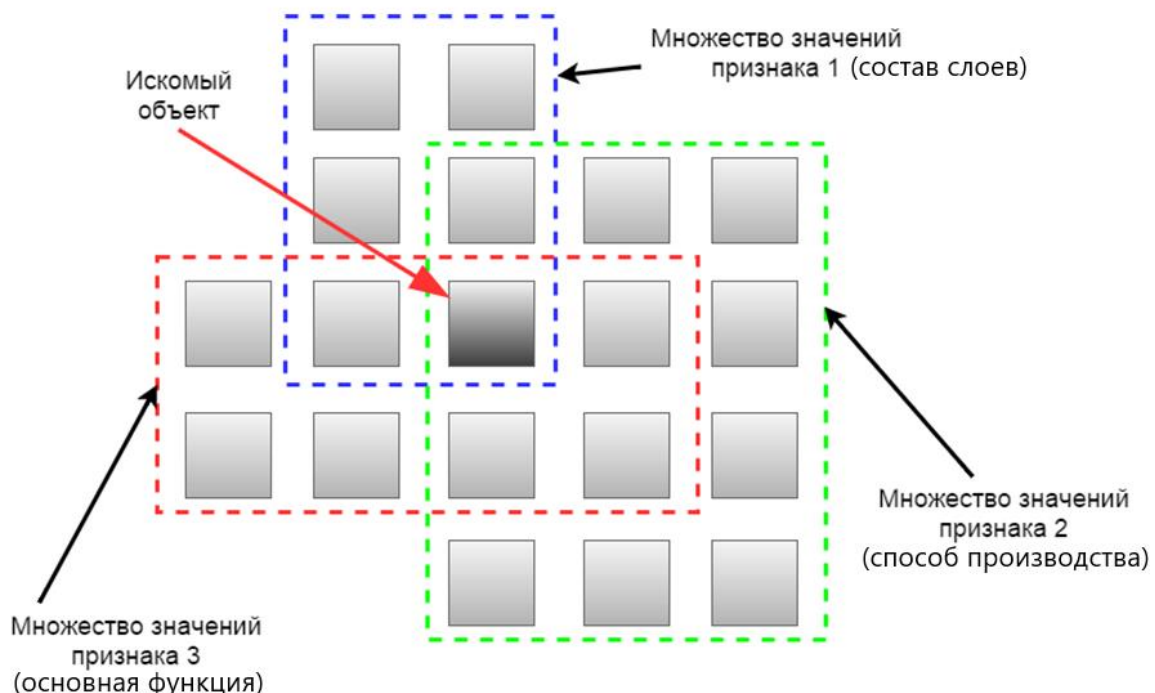 Искомый
объект
Множество значений
признака 1 (состав слоев)
Множество значений
признака 2
(способ производства)
Множество значений
признака 3
(основная функция)